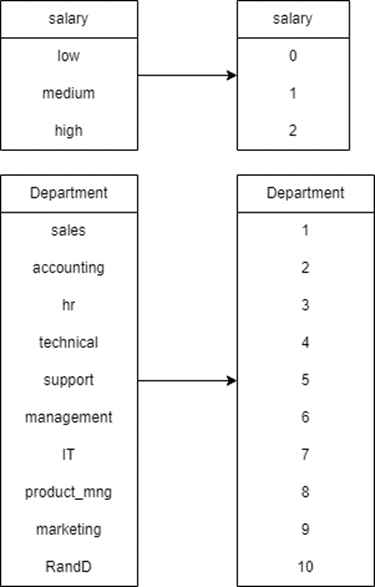 salary
low
medium
high
salary
0
1
2
Department
sales
accounting
hr
technical
support
management
IT
product_mng
marketing
RandD
Department
1
2
3
4
5
6
7
8
9
10